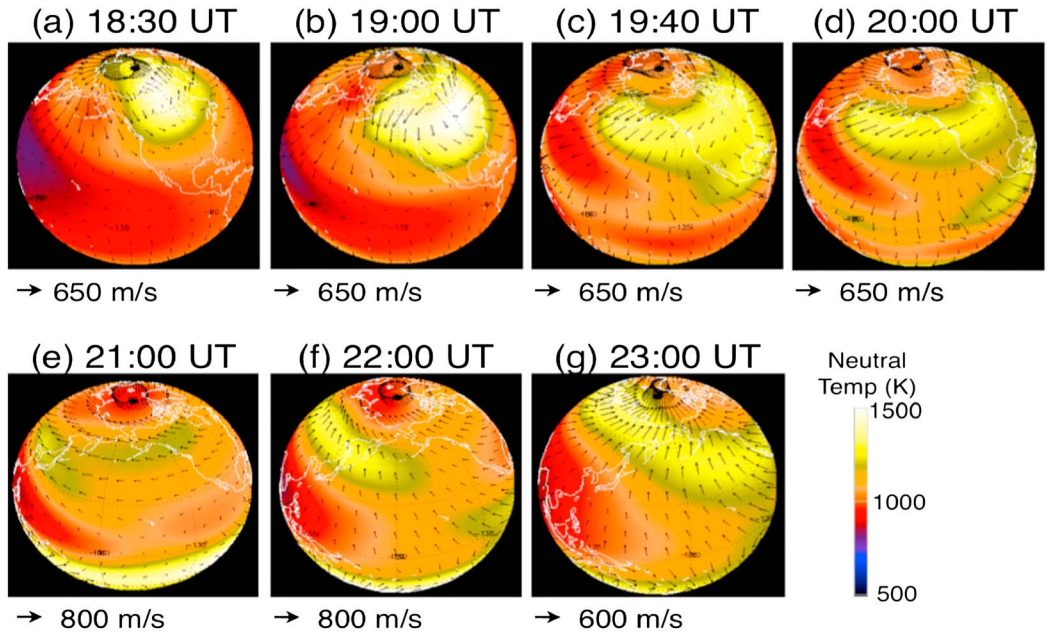 (a) 18:30 UT
(b) 19:00 UT
(c) 19:40 UT
(d) 20:00 UT
→ 650 m/s
→ 650 m/s
→ 650 m/s
→ 650 m/s
(e) 21:00 UT
(f) 22:00 UT
(g) 23:00 UT
Neutral
Temp (K)
1500
1000
500
→ 800 m/s
→ 800 m/s
→ 600 m/s